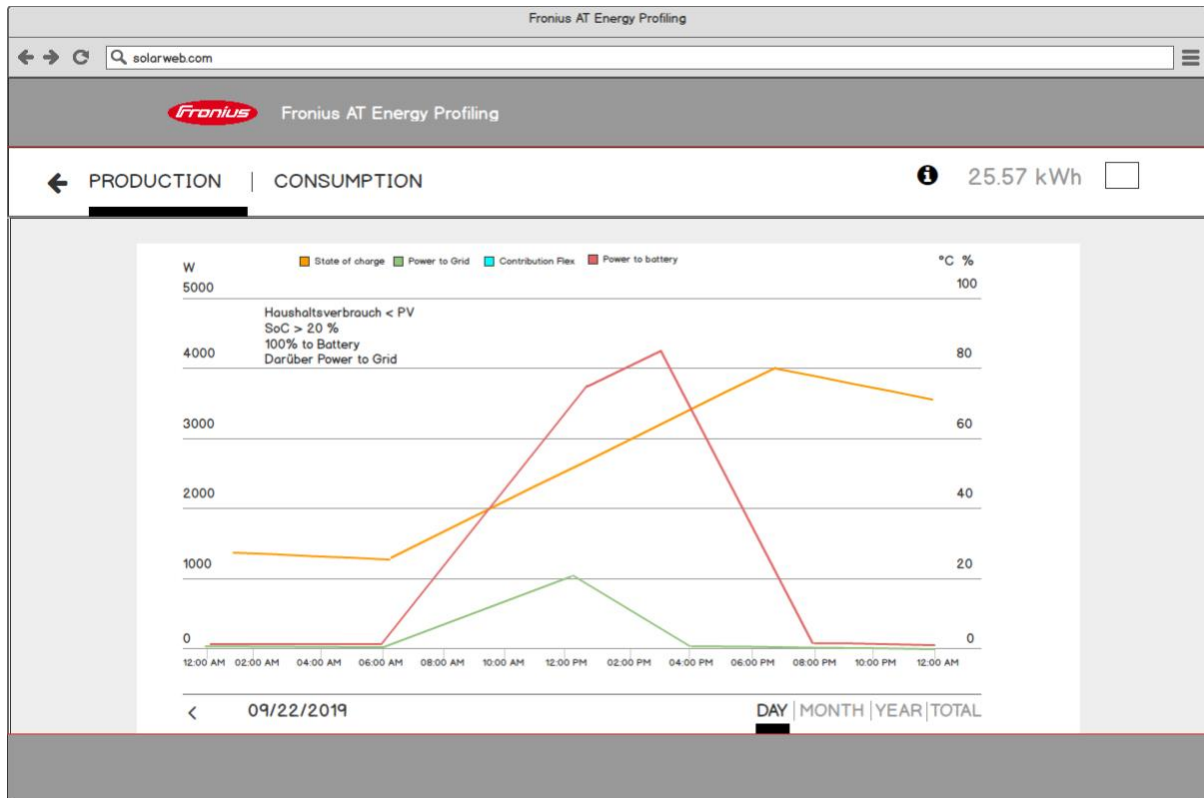 Fronius AT Energy Profiling
solarweb.com
Fronius Fronius AT Energy Profiling
PRODUCTION | CONSUMPTION 25.57 kWh
W State of charge Power to Grid Contribution Flex Power to battery °C %
5000 100
Haushaltsverbrauch < PV
SoC > 20 %
100% to Battery
Darüber Power to Grid
4000 80
3000 60
2000 40
1000 20
0 0
12:00 AM 02:00 AM 04:00 AM 06:00 AM 08:00 AM 10:00 AM 12:00 PM 02:00 PM 04:00 PM 06:00 PM 08:00 PM 10:00 PM 12:00 AM
< 09/22/2019 DAY | MONTH | YEAR | TOTAL